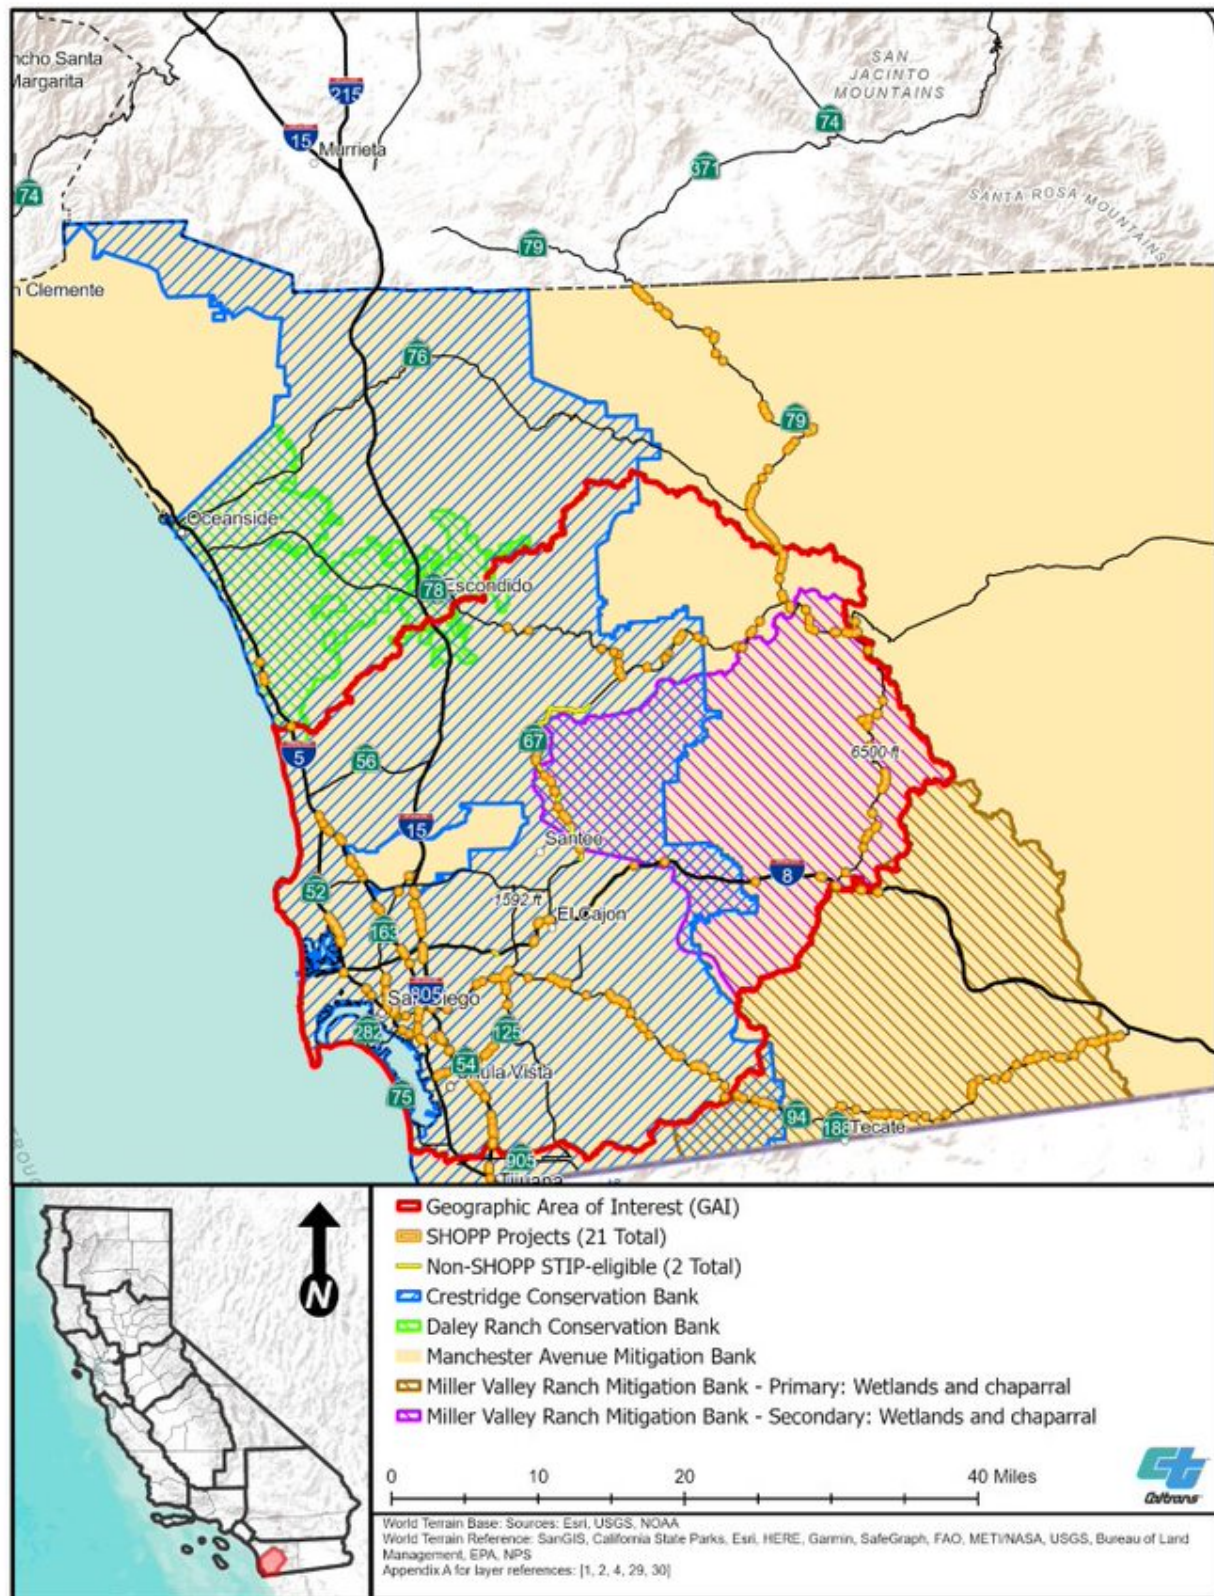 SAN
JACINTO
MOUNTAINS
ncho Santa
Margarita
215
15
Murrieta
74
371
74
SANTA ROSA MOUNTAINS
79
n Clemente
76
79
Oceanside
78
Escondido
67
5
56
6500 ft
15
Santee
8
52
1592 ft
El Cajon
163
805
San Diego
282
125
54
Chula Vista
75
94
188
Tecate
905
Tijuana
N
Geographic Area of Interest (GAI)
SHOPP Projects (21 Total)
Non-SHOPP STIP-eligible (2 Total)
Crestridge Conservation Bank
Daley Ranch Conservation Bank
Manchester Avenue Mitigation Bank
Miller Valley Ranch Mitigation Bank - Primary: Wetlands and chaparral
Miller Valley Ranch Mitigation Bank - Secondary: Wetlands and chaparral
0 10 20 40 Miles
Caltrans
World Terrain Base: Sources: Esri, USGS, NOAA
World Terrain Reference: SanGIS, California State Parks, Esri, HERE, Garmin, SafeGraph, FAO, METI/NASA, USGS, Bureau of Land
Management, EPA, NPS
Appendix A for layer references: [1, 2, 4, 29, 30]